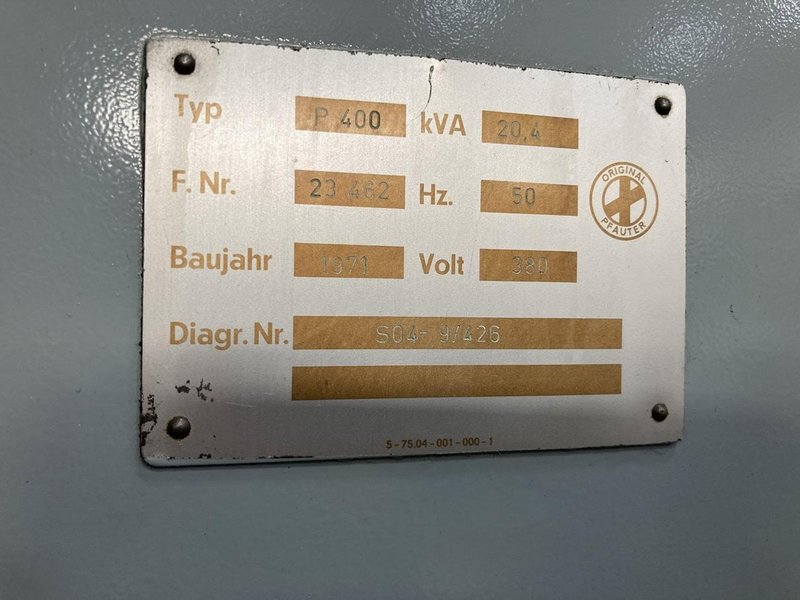 Typ P 400 kVA 20,4
F. Nr. 23 462 Hz. 50
Baujahr 1971 Volt 380
ORIGINAL
PFAUTER
Diagr. Nr. S04- 9/426
5-75.04-001-000-1